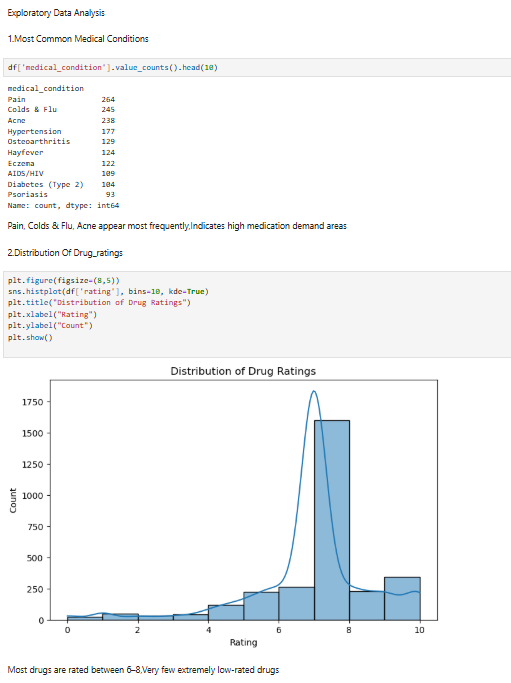 Exploratory Data Analysis
1.Most Common Medical Conditions
df['medical_condition'].value_counts().head(10)
medical_condition
Pain 264
Colds & Flu 245
Acne 238
Hypertension 177
Osteoarthritis 129
Hayfever 124
Eczema 122
AIDS/HIV 109
Diabetes (Type 2) 104
Psoriasis 93
Name: count, dtype: int64
Pain, Colds & Flu, Acne appear most frequently,Indicates high medication demand areas
2.Distribution Of Drug_ratings
plt.figure(figsize=(8,5))
sns.histplot(df['rating'], bins=10, kde=True)
plt.title("Distribution of Drug Ratings")
plt.xlabel("Rating")
plt.ylabel("Count")
plt.show()
Distribution of Drug Ratings
1750
1500
1250
1000
750
500
250
0
Count
0 2 4 6 8 10
Rating
Most drugs are rated between 6–8,Very few extremely low-rated drugs